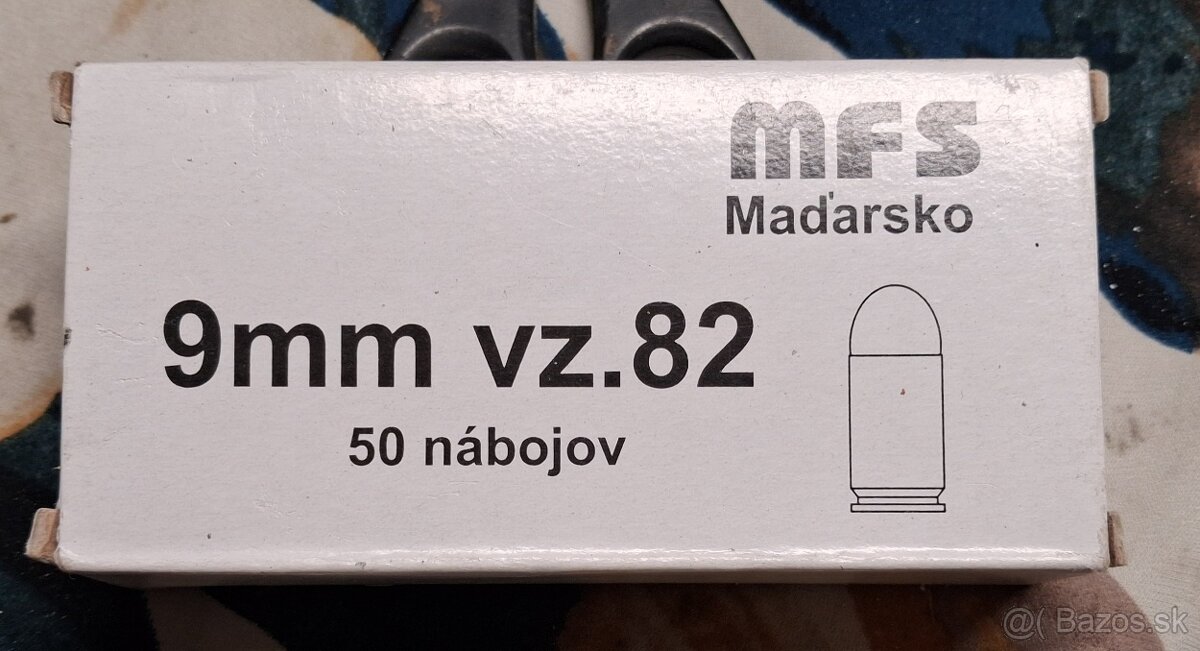 MFS
Maďarsko
9mm vz.82
50 nábojov
@( Bazos.sk